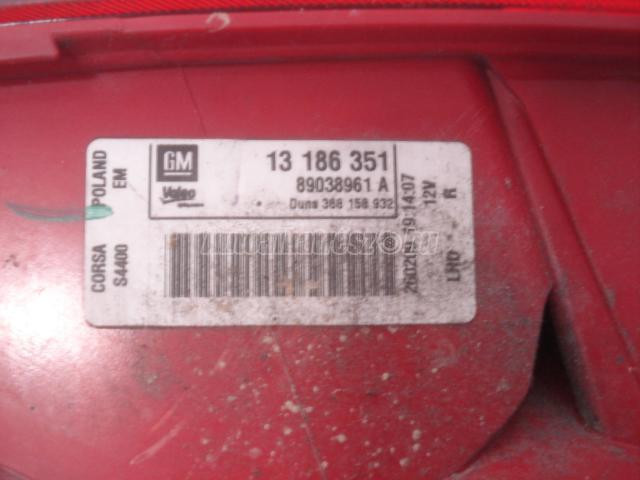 GM
13 186 351
Valeo
89038961 A
Duns 368 158 932
POLAND
EM
CORSA
S4400
12V
R
LHD